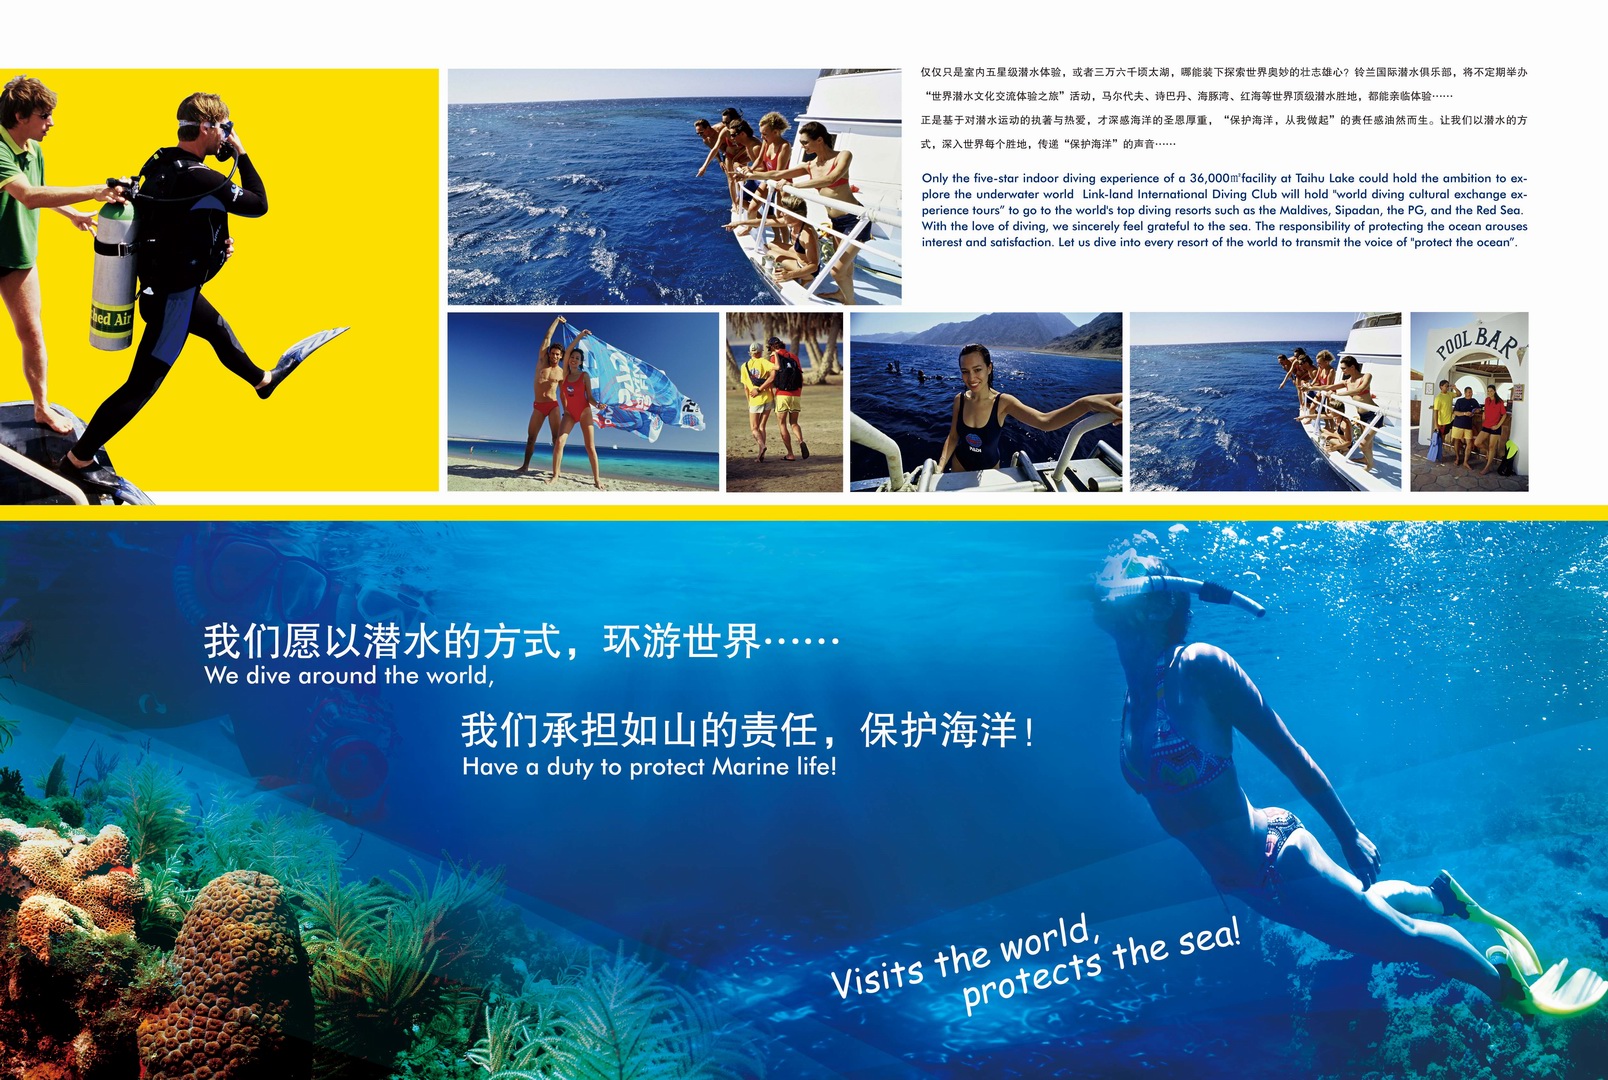 仅仅只是室内五星级潜水体验，或者三万六千顷太湖，哪能装下探索世界奥妙的壮志雄心？铃兰国际潜水俱乐部，将不定期举办
“世界潜水文化交流体验之旅”活动，马尔代夫、诗巴丹、海豚湾、红海等世界顶级潜水胜地，都能亲临体验……
正是基于对潜水运动的执著与热爱，才深感海洋的圣恩厚重，“保护海洋，从我做起”的责任感油然而生。让我们以潜水的方
式，深入世界每个胜地，传递“保护海洋”的声音……
Only the five-star indoor diving experience of a 36,000㎡facility at Taihu Lake could hold the ambition to ex-
plore the underwater world Link-land International Diving Club will hold "world diving cultural exchange ex-
perience tours” to go to the world's top diving resorts such as the Maldives, Sipadan, the PG, and the Red Sea.
With the love of diving, we sincerely feel grateful to the sea. The responsibility of protecting the ocean arouses
interest and satisfaction. Let us dive into every resort of the world to transmit the voice of "protect the ocean”.
hed Air
POOL BAR
我们愿以潜水的方式，环游世界……
We dive around the world,
我们承担如山的责任，保护海洋！
Have a duty to protect Marine life!
Visits the world,
protects the sea!